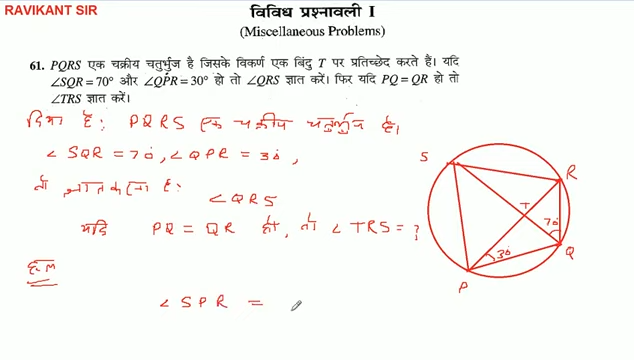 RAVIKANT SIR
विविध प्रश्नावली I
(Miscellaneous Problems)
61. PQRS एक चक्रीय चतुर्भुज है जिसके विकर्ण एक बिंदु T पर प्रतिच्छेद करते हैं। यदि
∠SQR = 70° और ∠QPR = 30° हो तो ∠QRS ज्ञात करें। फिर यदि PQ = QR हो तो
∠TRS ज्ञात करें।
दिया है: PQRS एक चक्रीय चतुर्भुज है।
∠SQR = 70°, ∠QPR = 30°,
तो ज्ञात करना है:
∠QRS
यदि PQ = QR हो, तो ∠TRS = ?
हल
∠SPR =
S
R
T
70°
Q
30°
P